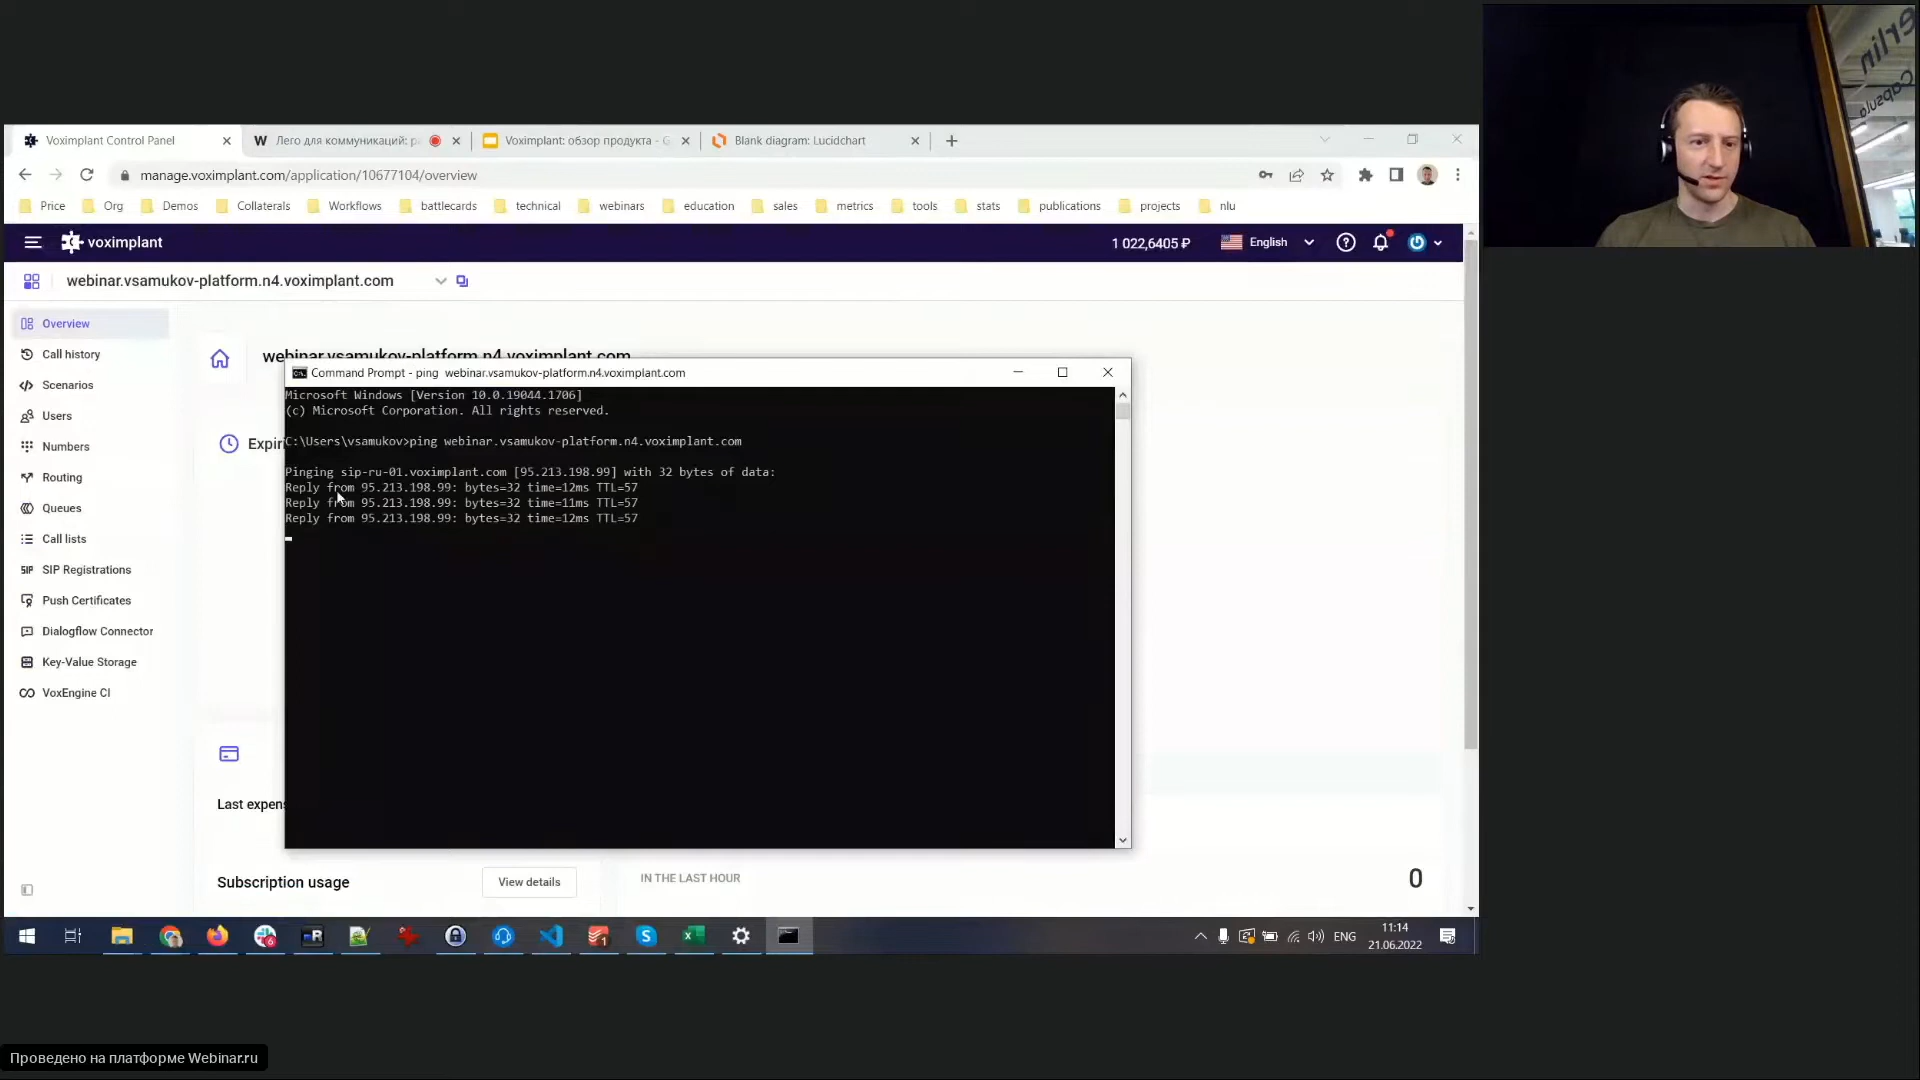 Voximplant Control Panel
Лего для коммуникаций: р
Voximplant: обзор продукта - G
Blank diagram: Lucidchart
manage.voximplant.com/application/10677104/overview
Price
Org
Demos
Collaterals
Workflows
battlecards
technical
webinars
education
sales
metrics
tools
stats
publications
projects
nlu
voximplant
1 022,6405 ₽
English
webinar.vsamukov-platform.n4.voximplant.com
Overview
Call history
Scenarios
Users
Numbers
Routing
Queues
Call lists
SIP Registrations
Push Certificates
Dialogflow Connector
Key-Value Storage
VoxEngine CI
webinar.vsamukov-platform.n4.voximplant.com
Expir
Command Prompt - ping webinar.vsamukov-platform.n4.voximplant.com
Microsoft Windows [Version 10.0.19044.1706]
(c) Microsoft Corporation. All rights reserved.
C:\Users\vsamukov>ping webinar.vsamukov-platform.n4.voximplant.com
Pinging sip-ru-01.voximplant.com [95.213.198.99] with 32 bytes of data:
Reply from 95.213.198.99: bytes=32 time=12ms TTL=57
Reply from 95.213.198.99: bytes=32 time=11ms TTL=57
Reply from 95.213.198.99: bytes=32 time=12ms TTL=57
Last expens
Subscription usage
View details
IN THE LAST HOUR
0
ENG
11:14
21.06.2022
erlin
Capsula
Проведено на платформе Webinar.ru